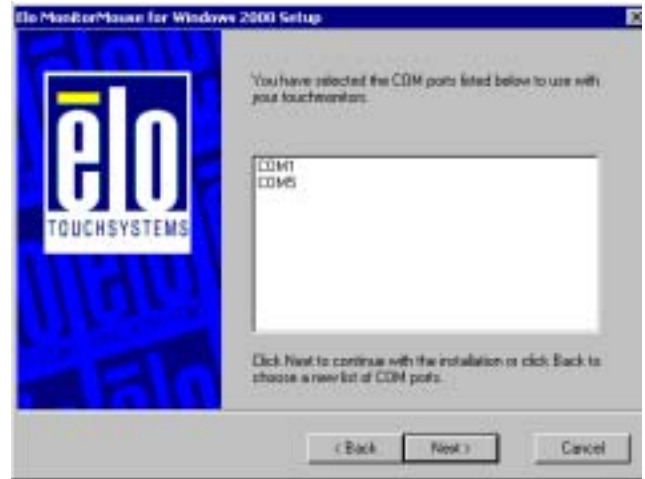 Elo MonitorMouse for Windows 2000 Setup
You have selected the COM ports listed below to use with
your touchmonitors.
COM1
COM5
ēlo
TOUCHSYSTEMS
Click Next to continue with the installation or click Back to
choose a new list of COM ports.
< Back
Next >
Cancel